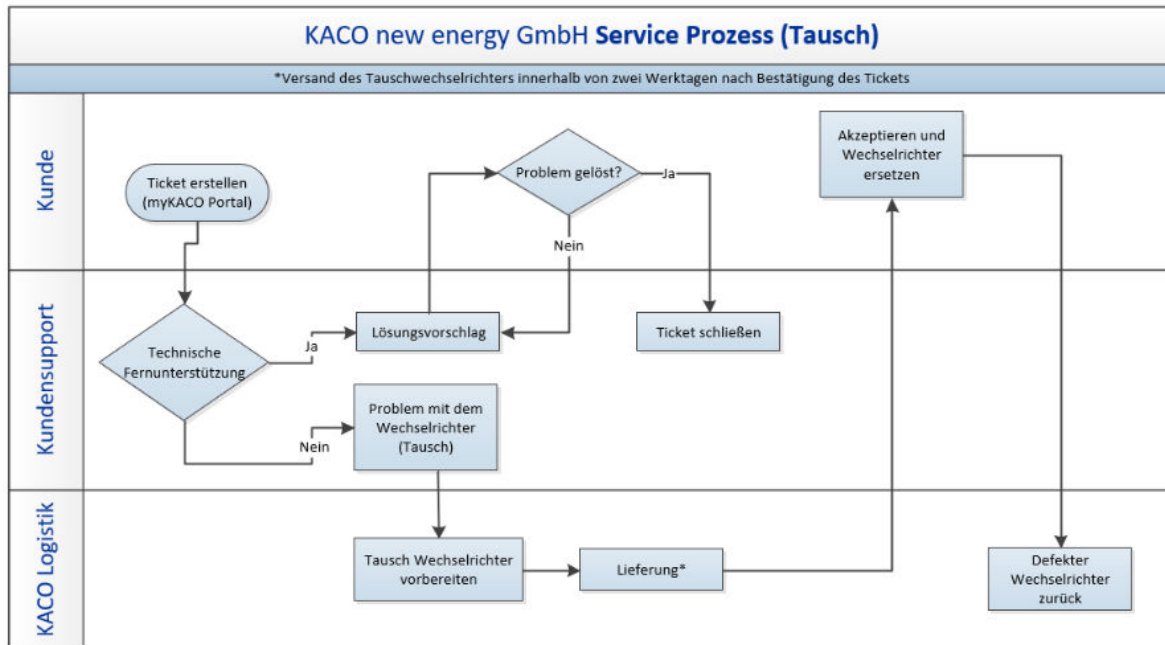 KACO new energy GmbH Service Prozess (Tausch)
*Versand des Tauschwechselrichters innerhalb von zwei Werktagen nach Bestätigung des Tickets
Kunde
Ticket erstellen
(myKACO Portal)
Problem gelöst?
Ja
Nein
Akzeptieren und
Wechselrichter
ersetzen
Kundensupport
Technische
Fernunterstützung
Ja
Lösungsvorschlag
Ticket schließen
Nein
Problem mit dem
Wechselrichter
(Tausch)
KACO Logistik
Tausch Wechselrichter
vorbereiten
Lieferung*
Defekter
Wechselrichter
zurück